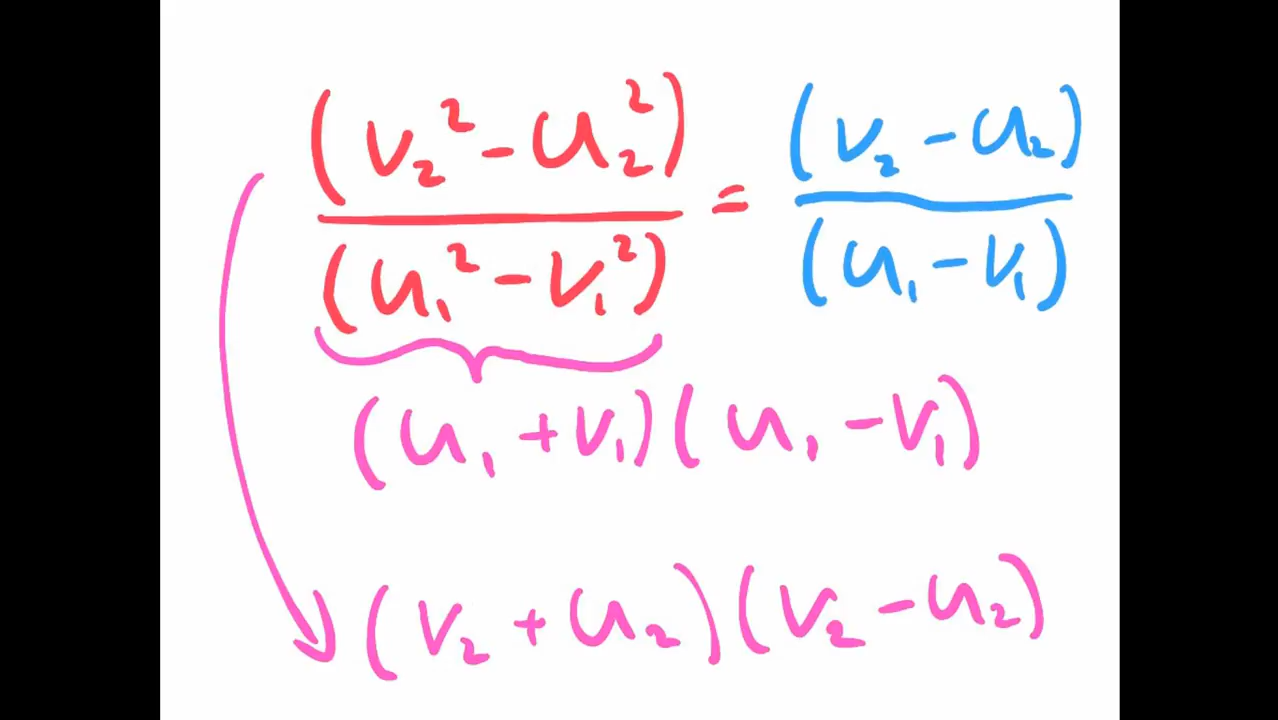 (v₂² - u₂²) / (u₁² - v₁²) = (v₂ - u₂) / (u₁ - v₁)
(u₁ + v₁)(u₁ - v₁)
(v₂ + u₂)(v₂ - u₂)